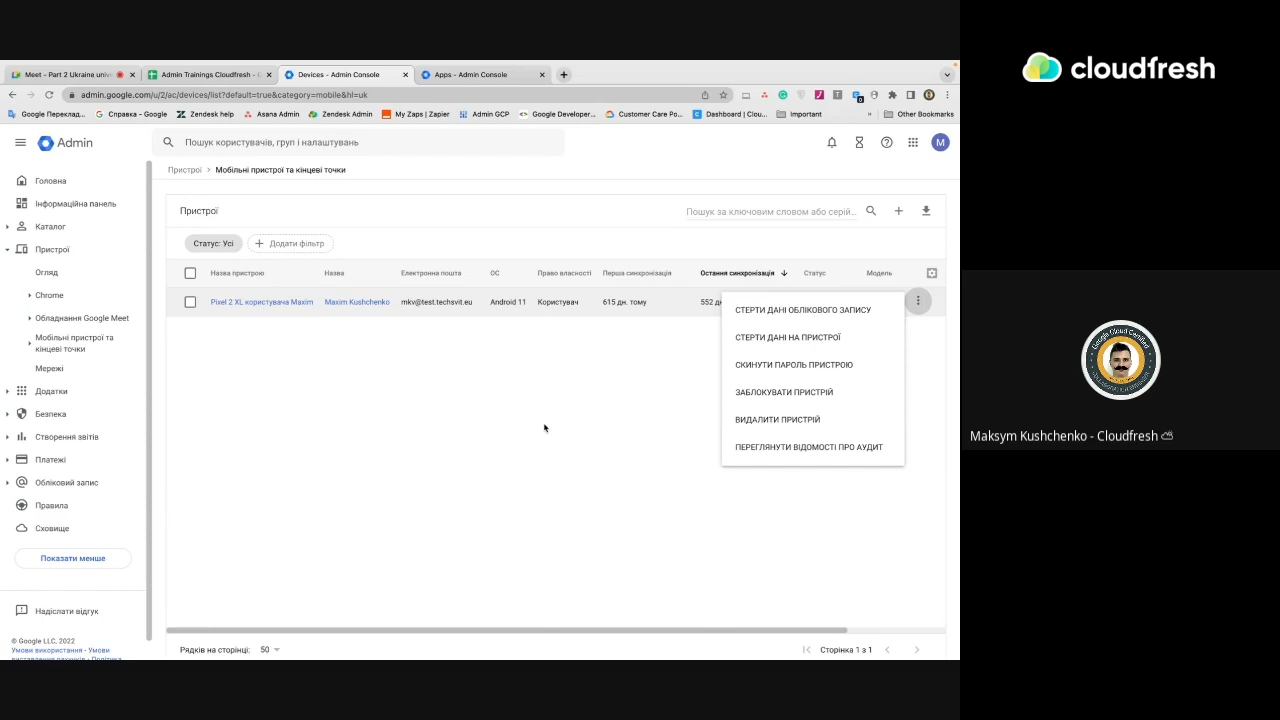 Meet - Part 2 Ukraine univ
Admin Trainings Cloudfresh - G
Devices - Admin Console
Apps - Admin Console
admin.google.com/u/2/ac/devices/list?default=true&category=mobile&hl=uk
Google Переклад...
Справка – Google
Zendesk help
Asana Admin
Zendesk Admin
My Zaps | Zapier
Admin GCP
Google Developer...
Customer Care Po...
Dashboard | Clou...
Important
»
Other Bookmarks
Admin
Пошук користувачів, груп і налаштувань
M
Головна
Інформаційна панель
Каталог
Пристрої
Огляд
Chrome
Обладнання Google Meet
Мобільні пристрої та
кінцеві точки
Мережі
Додатки
Безпека
Створення звітів
Платежі
Обліковий запис
Правила
Сховище
Показати менше
Надіслати відгук
© Google LLC, 2022
Умови використання - Умови
Пристрої > Мобільні пристрої та кінцеві точки
Пристрої
Пошук за ключовим словом або серій...
Статус: Усі
Додати фільтр
Назва пристрою Назва Електронна пошта ОС Право власності Перша синхронізація Остання синхронізація Статус Модель
Pixel 2 XL користувача Maxim Maxim Kushchenko mkv@test.techsvit.eu Android 11 Користувач 615 дн. тому 552 д
СТЕРТИ ДАНІ ОБЛІКОВОГО ЗАПИСУ
СТЕРТИ ДАНІ НА ПРИСТРОЇ
СКИНУТИ ПАРОЛЬ ПРИСТРОЮ
ЗАБЛОКУВАТИ ПРИСТРІЙ
ВИДАЛИТИ ПРИСТРІЙ
ПЕРЕГЛЯНУТИ ВІДОМОСТІ ПРО АУДИТ
Рядків на сторінці: 50
Сторінка 1 з 1
cloudfresh
Maksym Kushchenko - Cloudfresh